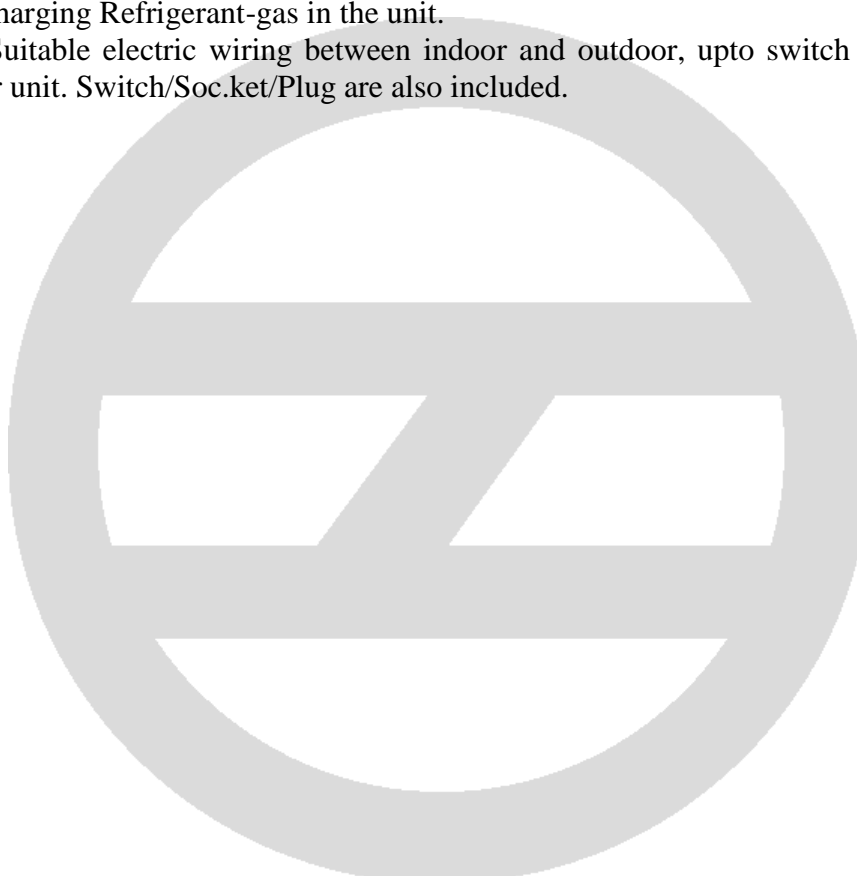 harging Refrigerant-gas in the unit.
Suitable electric wiring between indoor and outdoor, upto switch
r unit. Switch/Soc.ket/Plug are also included.